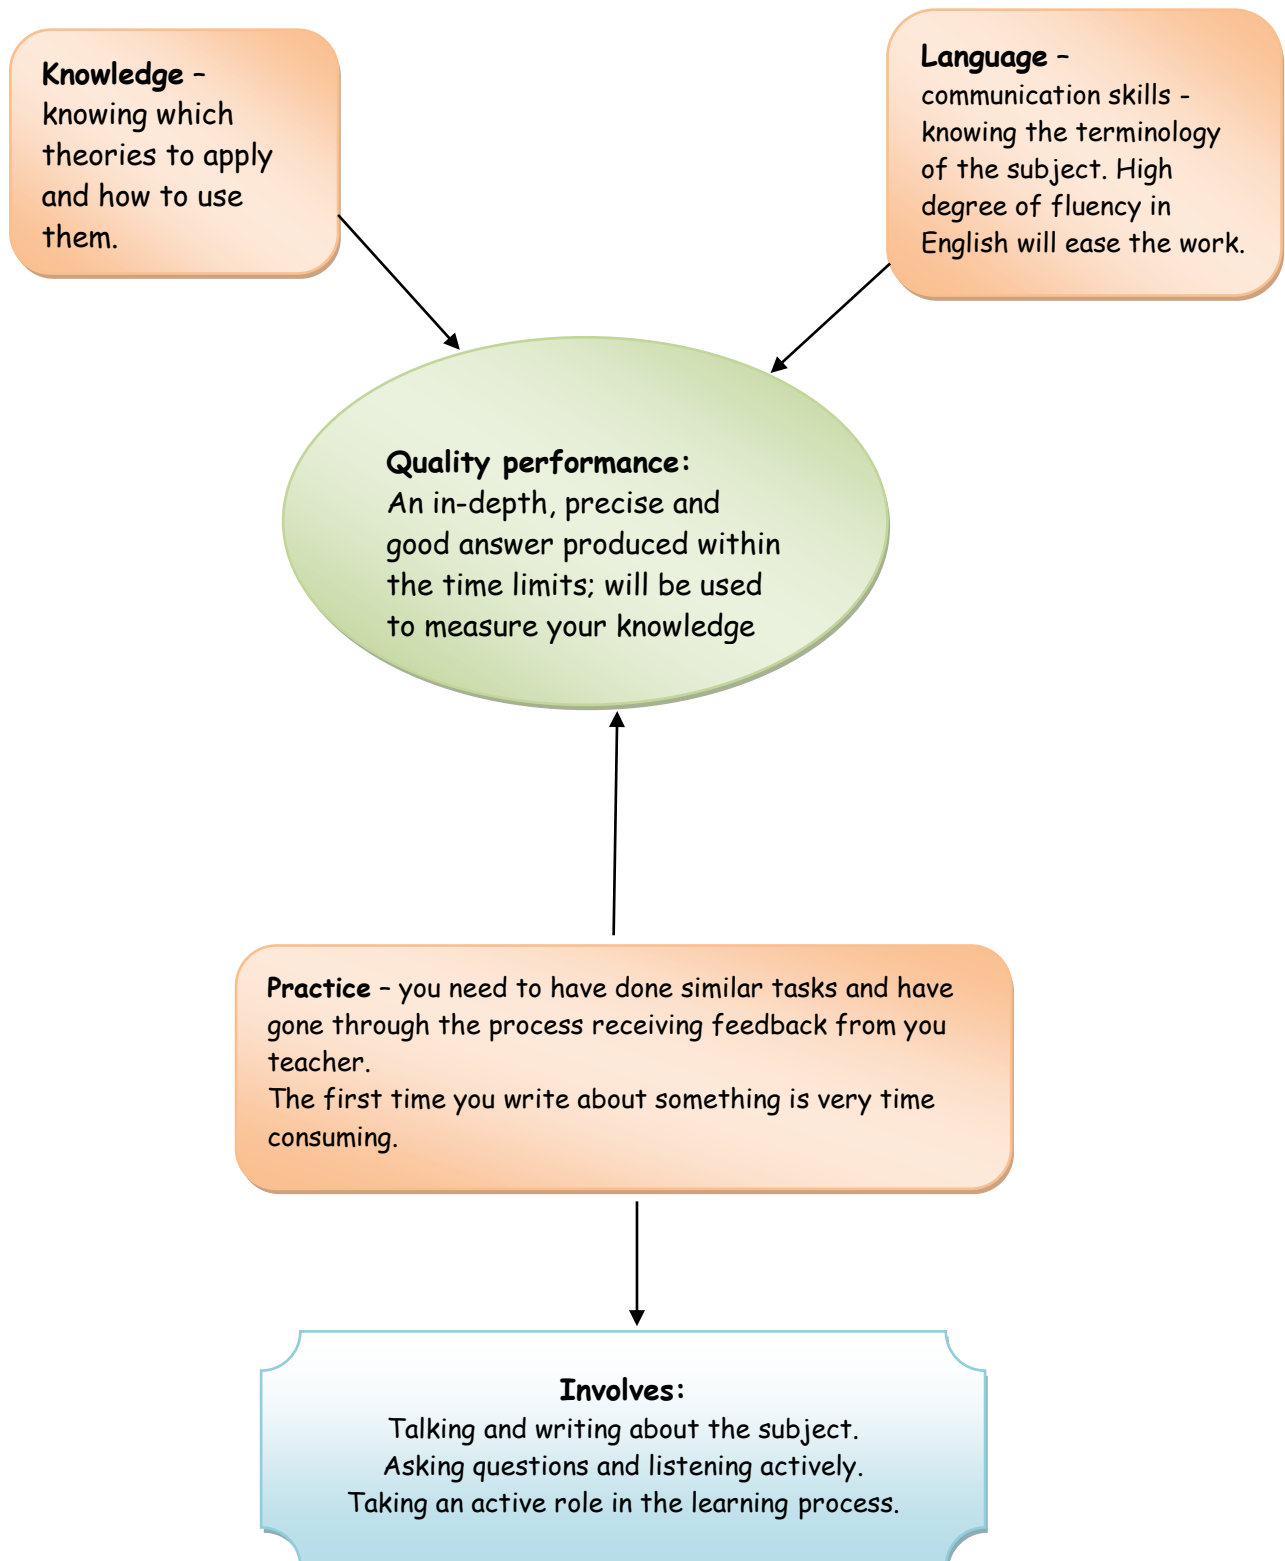 Knowledge –
knowing which
theories to apply
and how to use
them.
Language –
communication skills -
knowing the terminology
of the subject. High
degree of fluency in
English will ease the work.
Quality performance:
An in-depth, precise and
good answer produced within
the time limits; will be used
to measure your knowledge
Practice – you need to have done similar tasks and have
gone through the process receiving feedback from you
teacher.
The first time you write about something is very time
consuming.
Involves:
Talking and writing about the subject.
Asking questions and listening actively.
Taking an active role in the learning process.